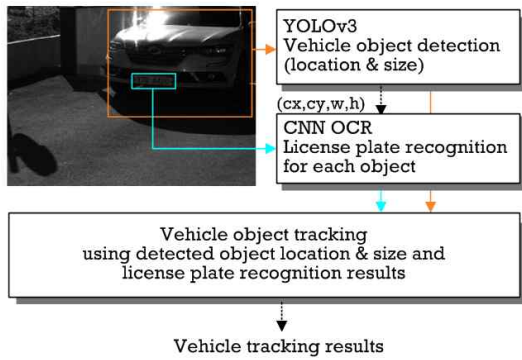 YOLOv3
Vehicle object detection
(location & size)
(cx,cy,w,h)
CNN OCR
License plate recognition
for each object
Vehicle object tracking
using detected object location & size and
license plate recognition results
Vehicle tracking results